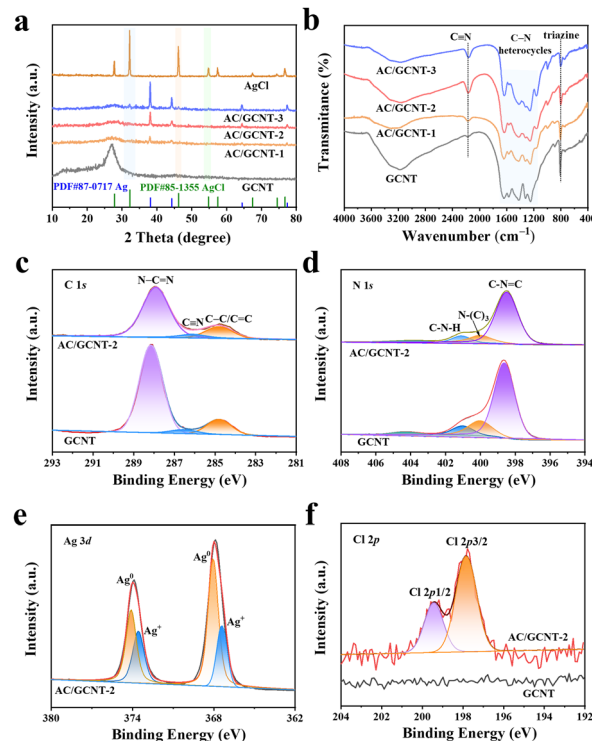 a
Intensity (a.u.)
AgCl
AC/GCNT-3
AC/GCNT-2
AC/GCNT-1
GCNT
PDF#87-0717 Ag
PDF#85-1355 AgCl
10 20 30 40 50 60 70 80
2 Theta (degree)
b
Transmitance (%)
C≡N
C–N
heterocycles
triazine
AC/GCNT-3
AC/GCNT-2
AC/GCNT-1
GCNT
4000 3600 3200 2800 2400 2000 1600 1200 800 400
Wavenumber (cm⁻¹)
c
Intensity (a.u.)
C 1s
N–C=N
C≡N
C–C/C=C
AC/GCNT-2
GCNT
293 291 289 287 285 283 281
Binding Energy (eV)
d
Intensity (a.u.)
N 1s
C-N=C
N-(C)₃
C-N-H
AC/GCNT-2
GCNT
408 406 404 402 400 398 396 394
Binding Energy (eV)
e
Intensity (a.u.)
Ag 3d
Ag⁰
Ag⁺
Ag⁰
Ag⁺
AC/GCNT-2
380 374 368 362
Binding Energy (eV)
f
Intensity (a.u.)
Cl 2p
Cl 2p3/2
Cl 2p1/2
AC/GCNT-2
GCNT
204 202 200 198 196 194 192
Binding Energy (eV)